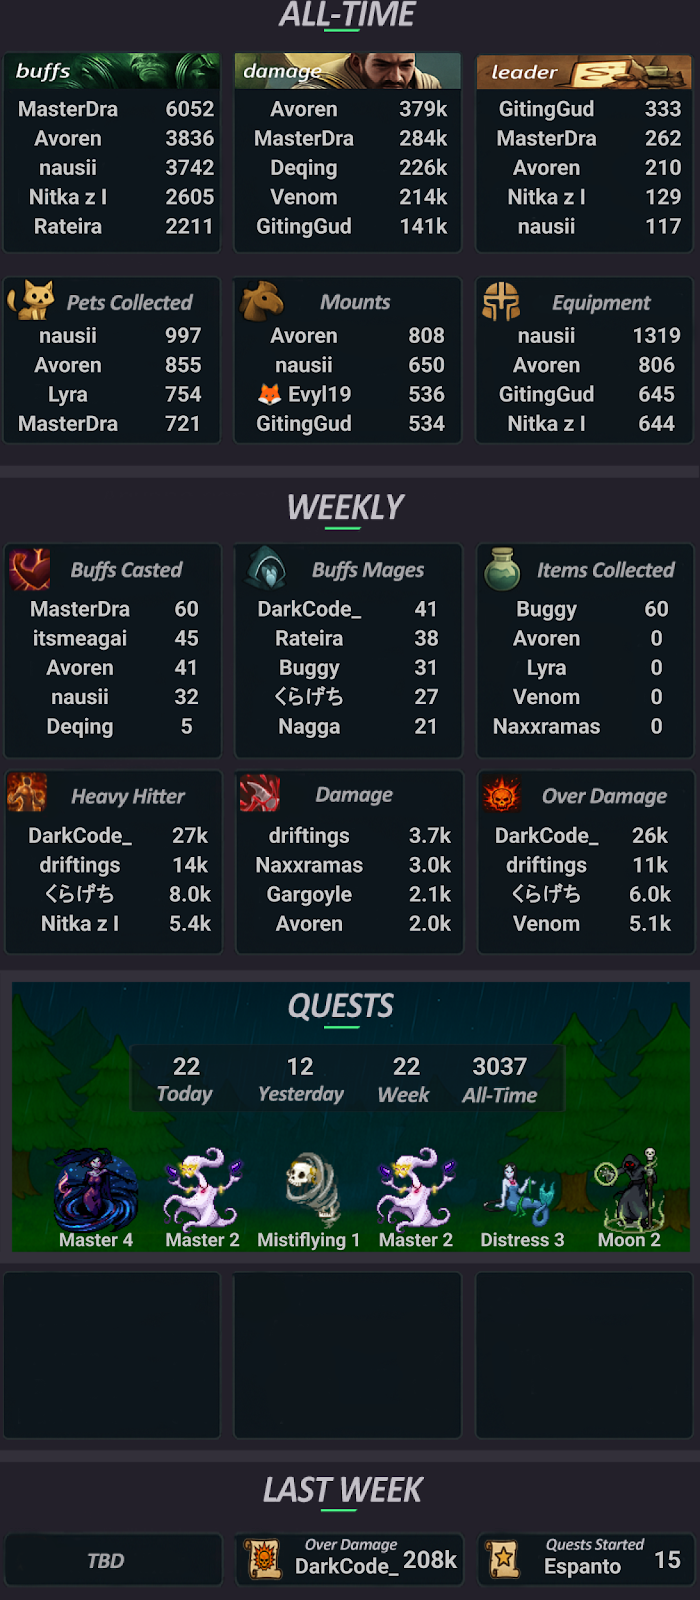 ALL-TIME
buffs
MasterDra 6052
Avoren 3836
nausii 3742
Nitka z I 2605
Rateira 2211
damage
Avoren 379k
MasterDra 284k
Deqing 226k
Venom 214k
GitingGud 141k
leader
GitingGud 333
MasterDra 262
Avoren 210
Nitka z I 129
nausii 117
Pets Collected
nausii 997
Avoren 855
Lyra 754
MasterDra 721
Mounts
Avoren 808
nausii 650
🦊 Evyl19 536
GitingGud 534
Equipment
nausii 1319
Avoren 806
GitingGud 645
Nitka z I 644
WEEKLY
Buffs Casted
MasterDra 60
itsmeagai 45
Avoren 41
nausii 32
Deqing 5
Buffs Mages
DarkCode_ 41
Rateira 38
Buggy 31
くらげち 27
Nagga 21
Items Collected
Buggy 60
Avoren 0
Lyra 0
Venom 0
Naxxramas 0
Heavy Hitter
DarkCode_ 27k
driftings 14k
くらげち 8.0k
Nitka z I 5.4k
Damage
driftings 3.7k
Naxxramas 3.0k
Gargoyle 2.1k
Avoren 2.0k
Over Damage
DarkCode_ 26k
driftings 11k
くらげち 6.0k
Venom 5.1k
QUESTS
22 12 22 3037
Today Yesterday Week All-Time
Master 4 Master 2 Mistiflying 1 Master 2 Distress 3 Moon 2
LAST WEEK
TBD
Over Damage
DarkCode_ 208k
Quests Started
Espanto 15